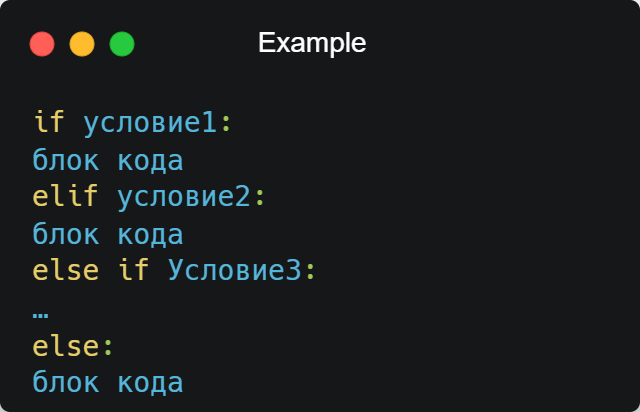 Example
if условие1:
блок кода
elif условие2:
блок кода
else if Условие3:
…
else:
блок кода